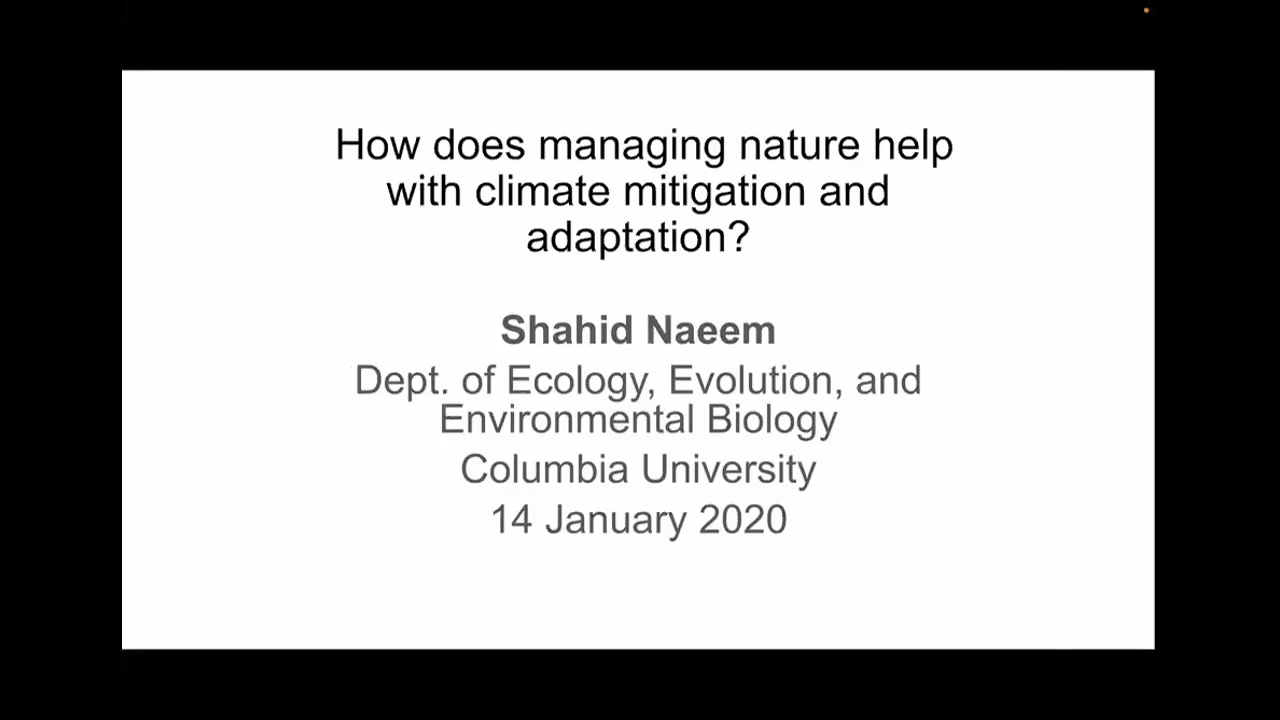 How does managing nature help
with climate mitigation and
adaptation?
Shahid Naeem
Dept. of Ecology, Evolution, and
Environmental Biology
Columbia University
14 January 2020